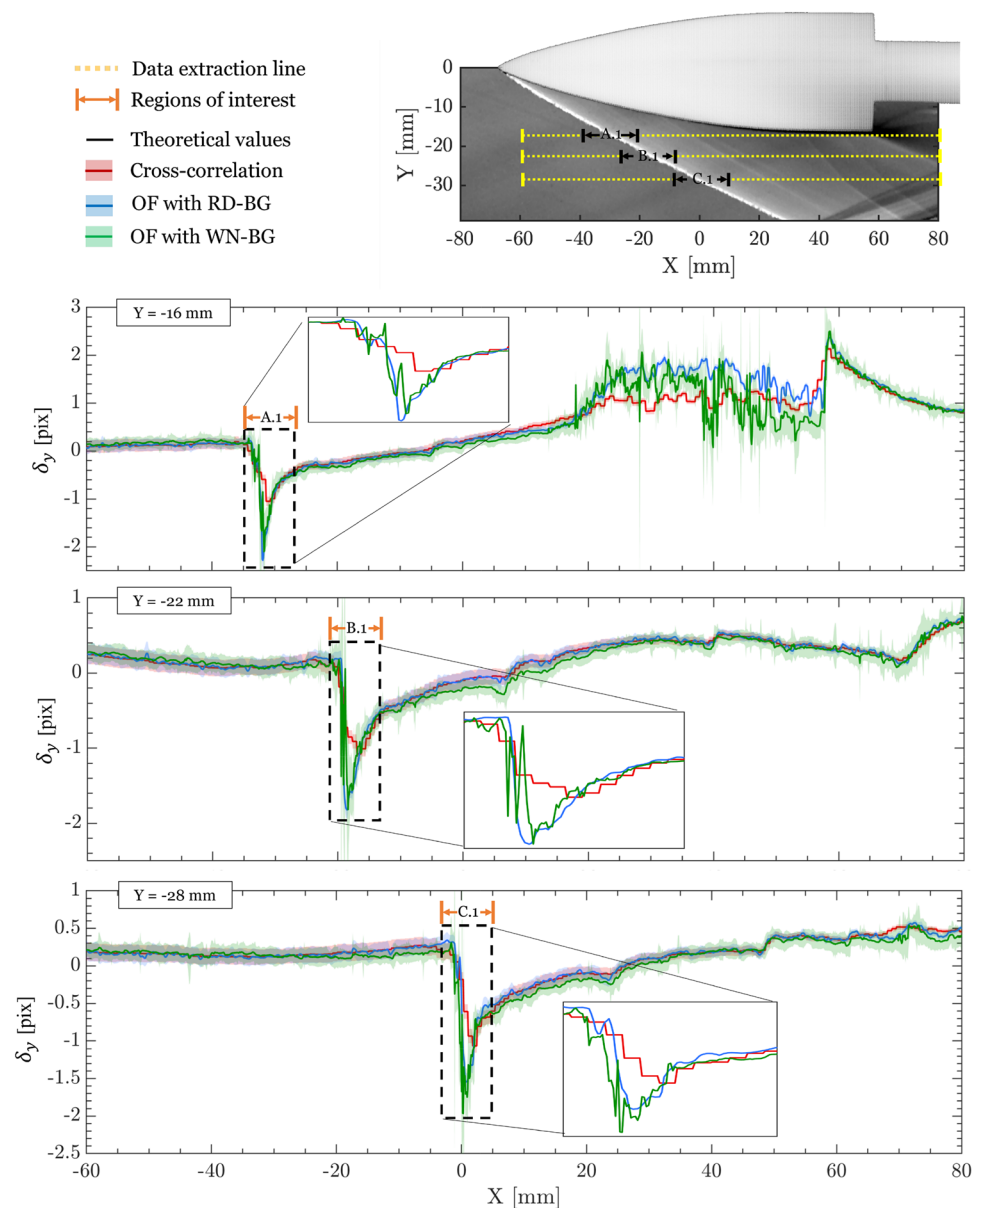 Data extraction line
Regions of interest
Theoretical values
Cross-correlation
OF with RD-BG
OF with WN-BG
0
-10
-20
-30
Y [mm]
A.1
B.1
C.1
-80 -60 -40 -20 0 20 40 60 80
X [mm]
Y = -16 mm
3
2
1
0
-1
-2
δy [pix]
A.1
Y = -22 mm
1
0
-1
-2
δy [pix]
B.1
Y = -28 mm
1
0.5
0
-0.5
-1
-1.5
-2
-2.5
δy [pix]
C.1
-60 -40 -20 0 20 40 60 80
X [mm]